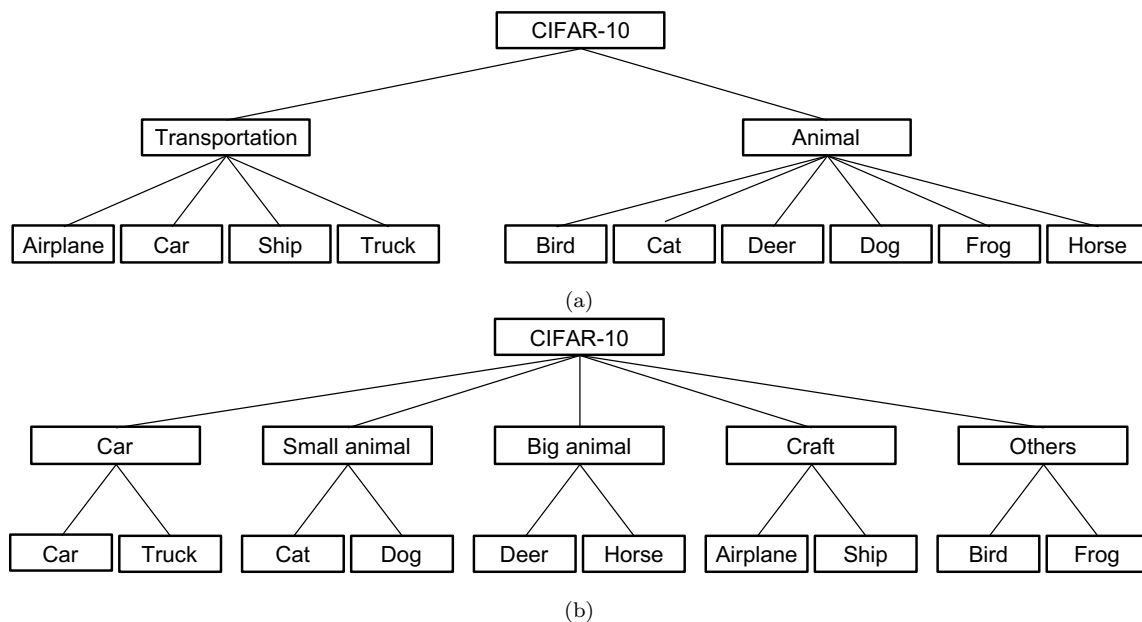 CIFAR-10
Transportation Animal
Airplane Car Ship Truck Bird Cat Deer Dog Frog Horse
(a)
CIFAR-10
Car Small animal Big animal Craft Others
Car Truck Cat Dog Deer Horse Airplane Ship Bird Frog
(b)